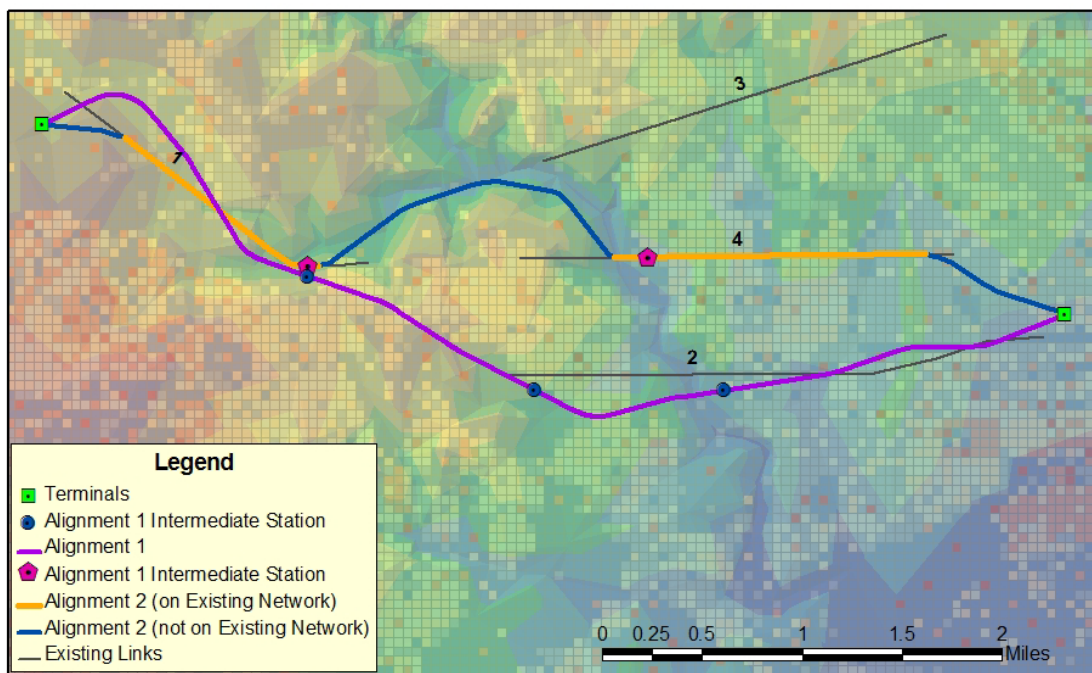 3
1
4
2
Legend
Terminals
Alignment 1 Intermediate Station
Alignment 1
Alignment 1 Intermediate Station
Alignment 2 (on Existing Network)
Alignment 2 (not on Existing Network)
Existing Links
0 0.25 0.5 1 1.5 2
Miles